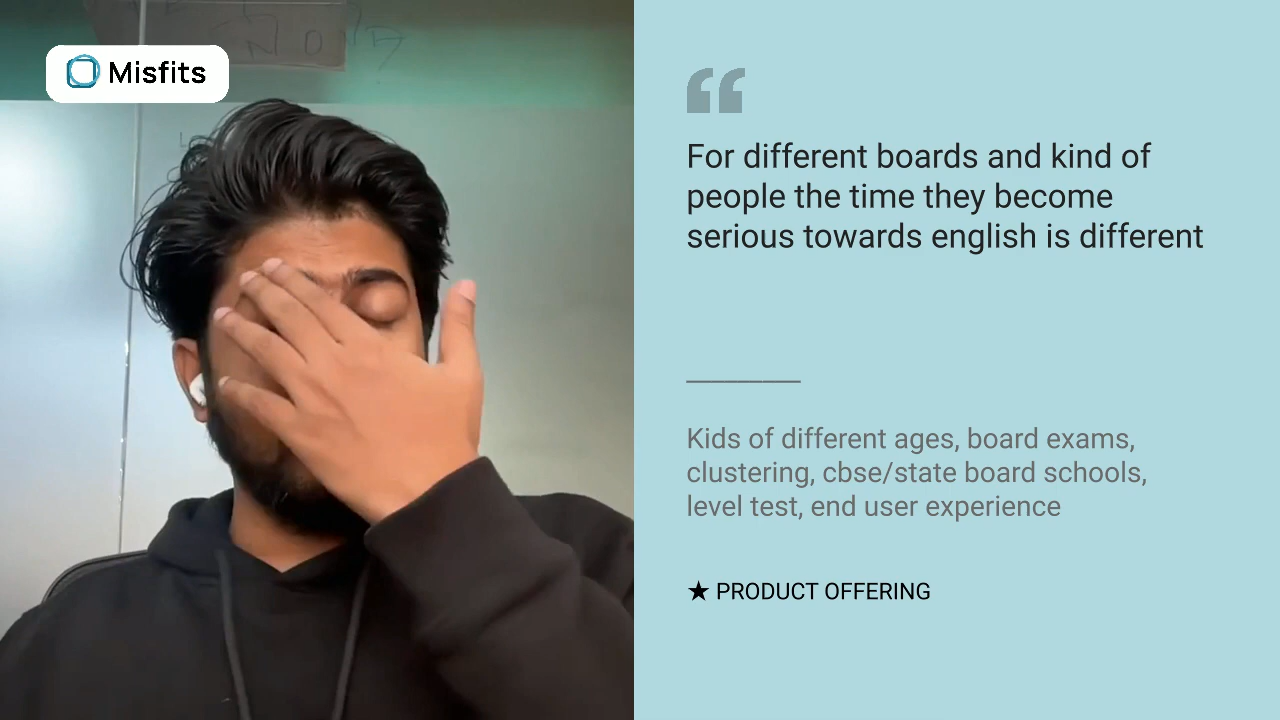 Misfits
For different boards and kind of
people the time they become
serious towards english is different
Kids of different ages, board exams,
clustering, cbse/state board schools,
level test, end user experience
★ PRODUCT OFFERING